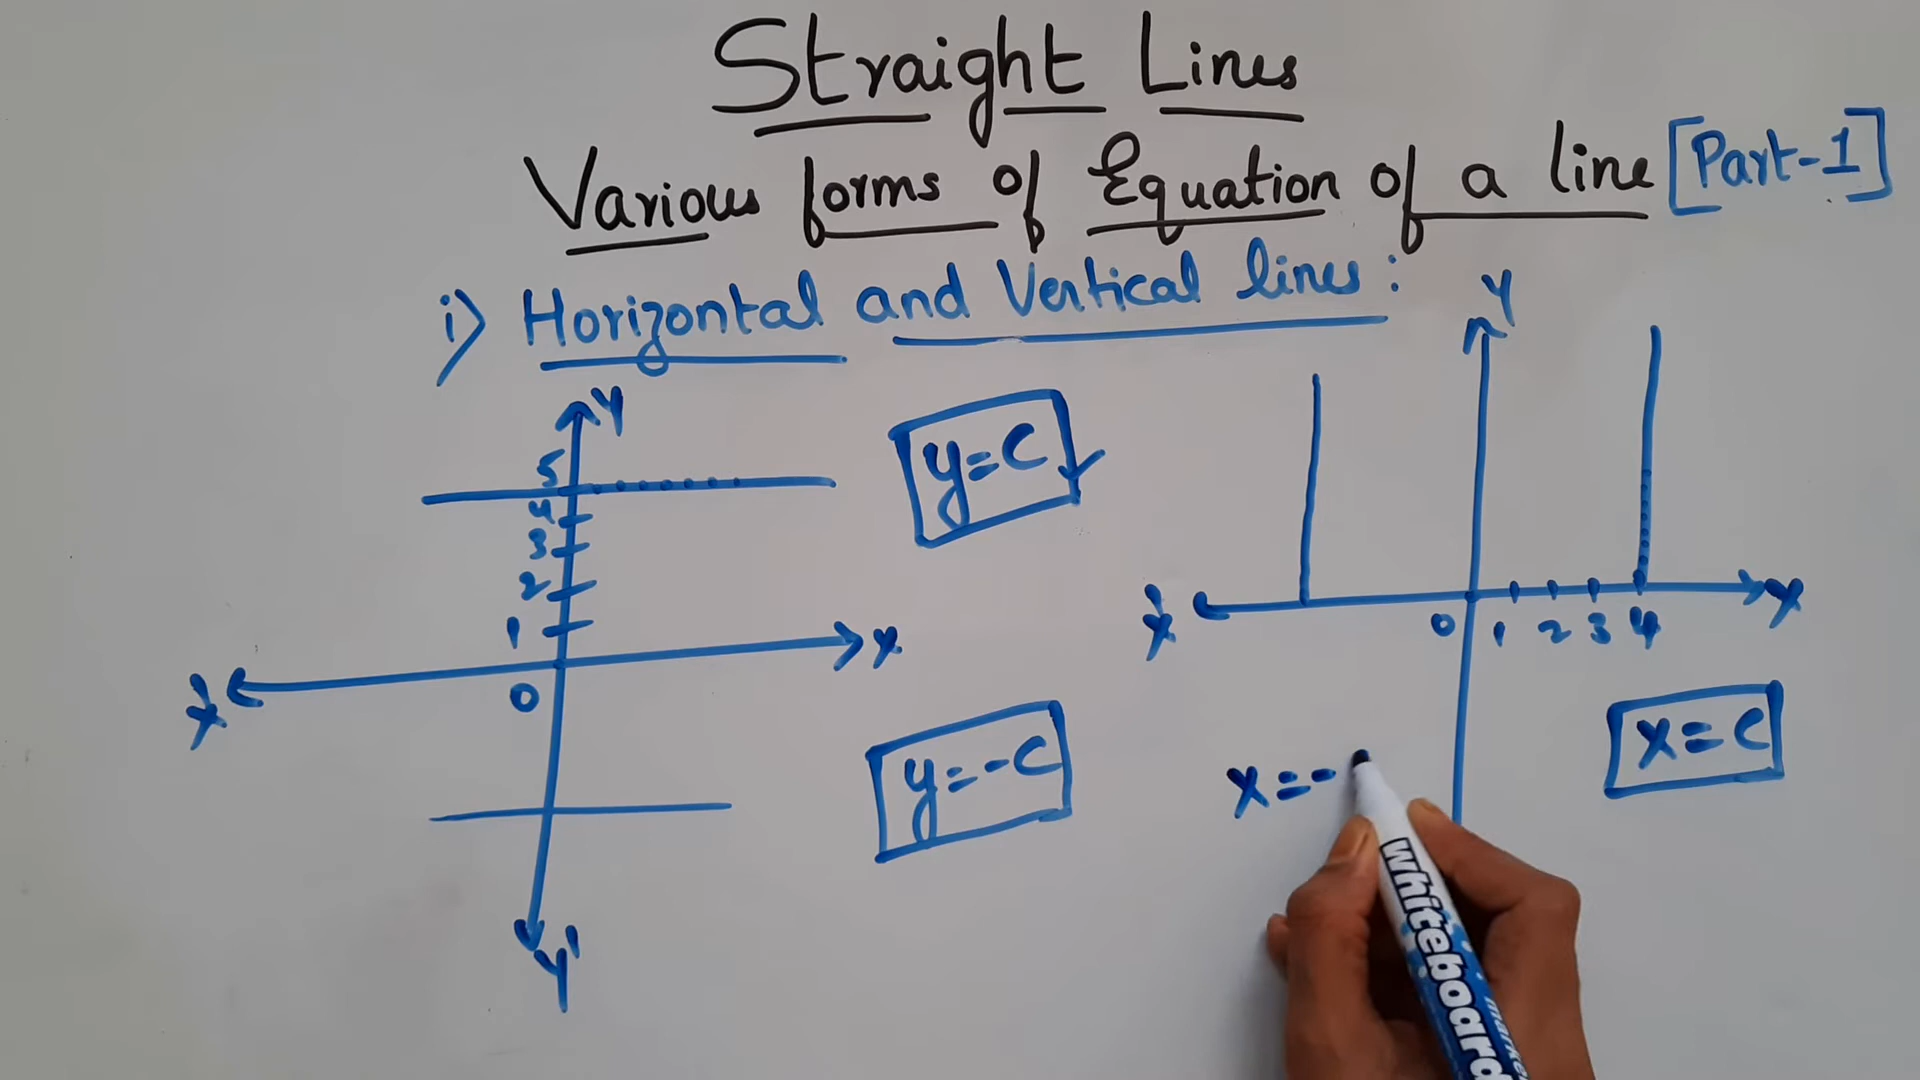 Straight Lines
Various forms of Equation of a line [Part-1]
i) Horizontal and Vertical lines:
Y
5
4
3
2
1
0
X
X'
Y'
y=c
y=-c
Y
X'
0 1 2 3 4
X
x=c
x=-
whiteboard
marker